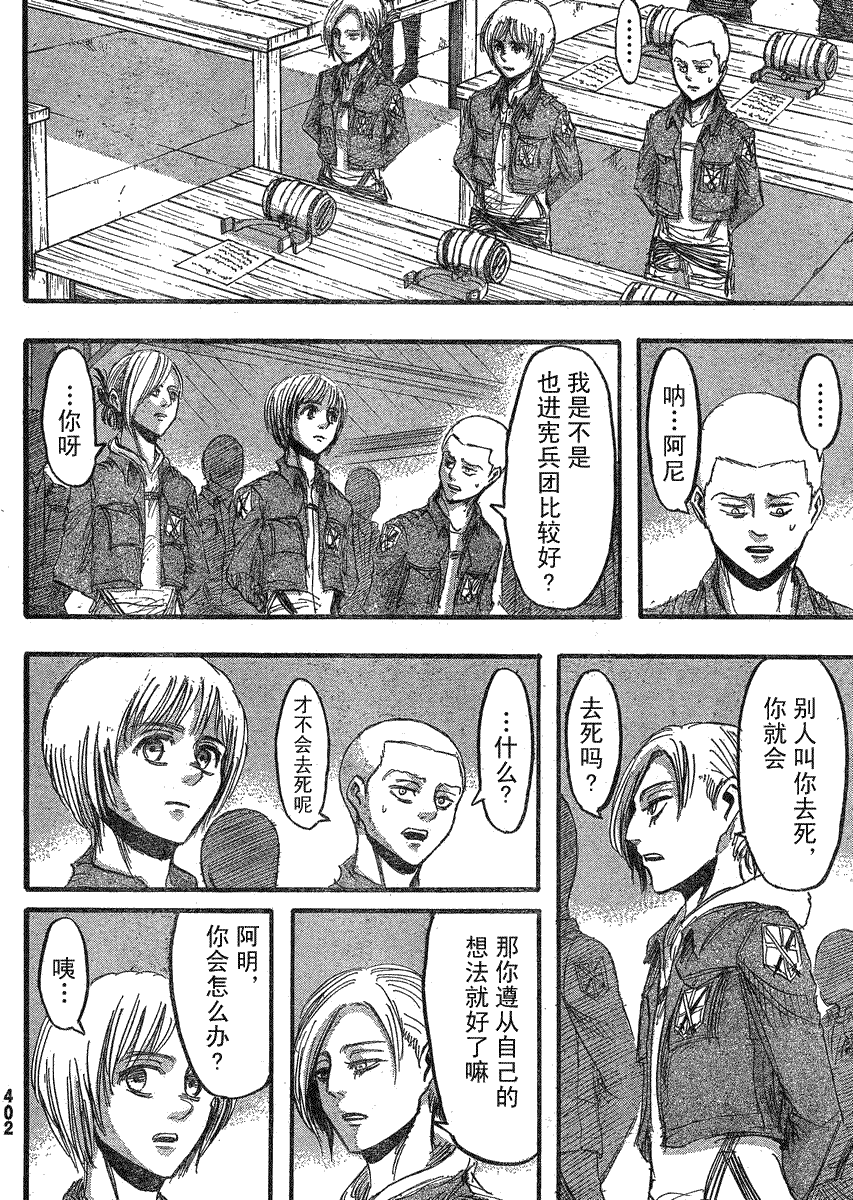 ……
……
呐…阿尼
我是不是
也进宪兵团比较好？
…你呀
别人叫你去死，
你就会
去死吗？
…什么？
才不会去死呢
那你遵从自己的
想法就好了嘛
阿明，
你会怎么办？
咦…
402